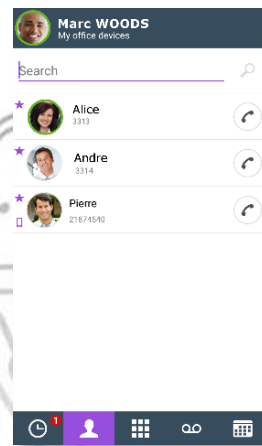 Marc WOODS
My office devices
Search
Alice
3313
Andre
3314
Pierre
21874540
1